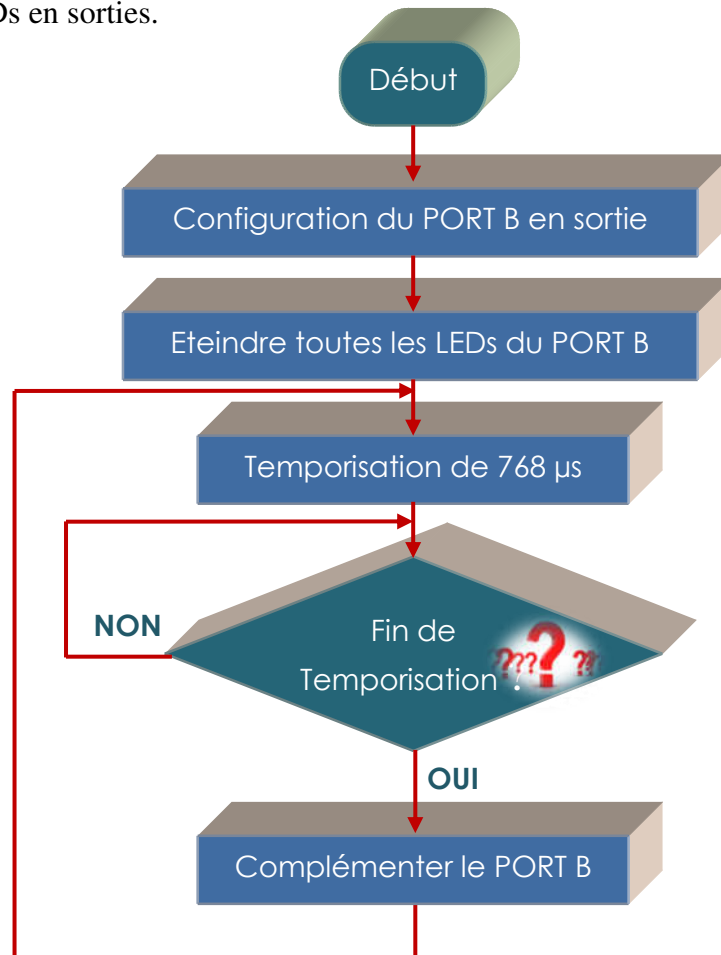 Ds en sorties.
Début
Configuration du PORT B en sortie
Eteindre toutes les LEDs du PORT B
Temporisation de 768 µs
NON
Fin de
Temporisation ?
??? ? ??
OUI
Complémenter le PORT B